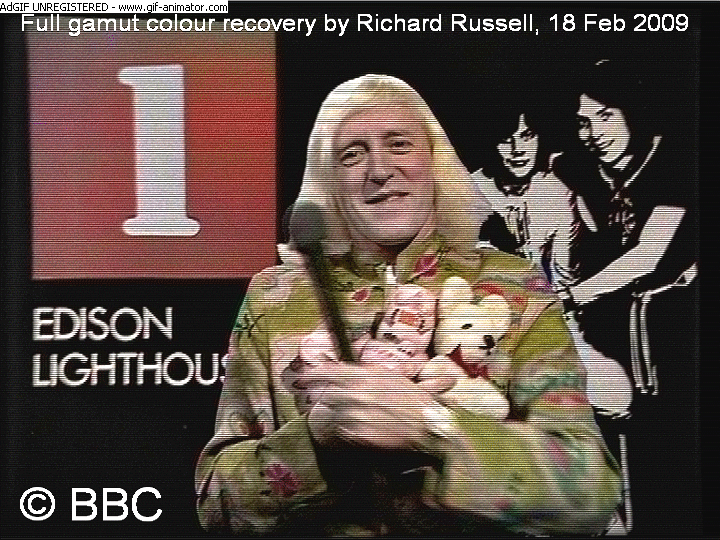 AdGIF UNREGISTERED - www.gif-animator.com
Full gamut colour recovery by Richard Russell, 18 Feb 2009
1
EDISON
LIGHTHOUS
© BBC